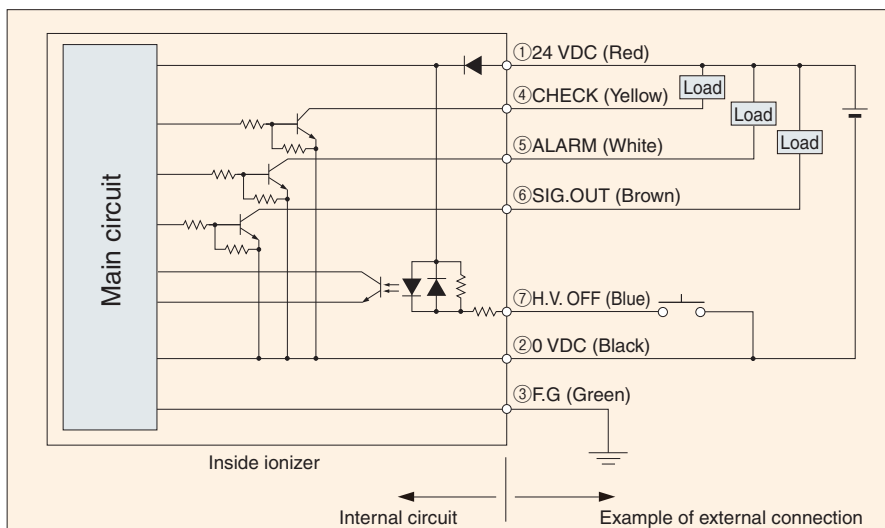 ①24 VDC (Red)
④CHECK (Yellow)
Load
Load
Load
⑤ALARM (White)
⑥SIG.OUT (Brown)
Main circuit
⑦H.V. OFF (Blue)
②0 VDC (Black)
③F.G (Green)
Inside ionizer
Internal circuit
Example of external connection